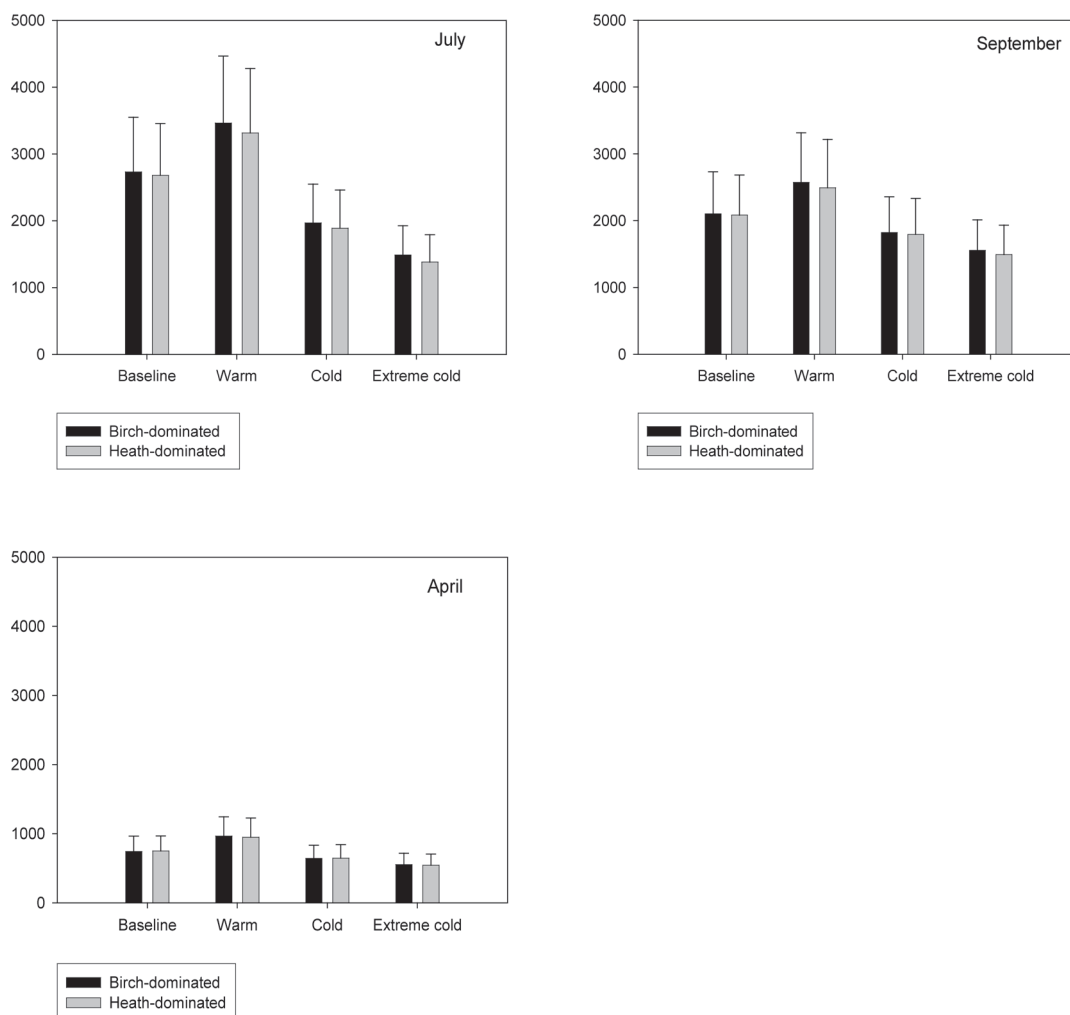 July
5000
4000
3000
2000
1000
0
Baseline Warm Cold Extreme cold
Birch-dominated
Heath-dominated
September
5000
4000
3000
2000
1000
0
Baseline Warm Cold Extreme cold
Birch-dominated
Heath-dominated
April
5000
4000
3000
2000
1000
0
Baseline Warm Cold Extreme cold
Birch-dominated
Heath-dominated